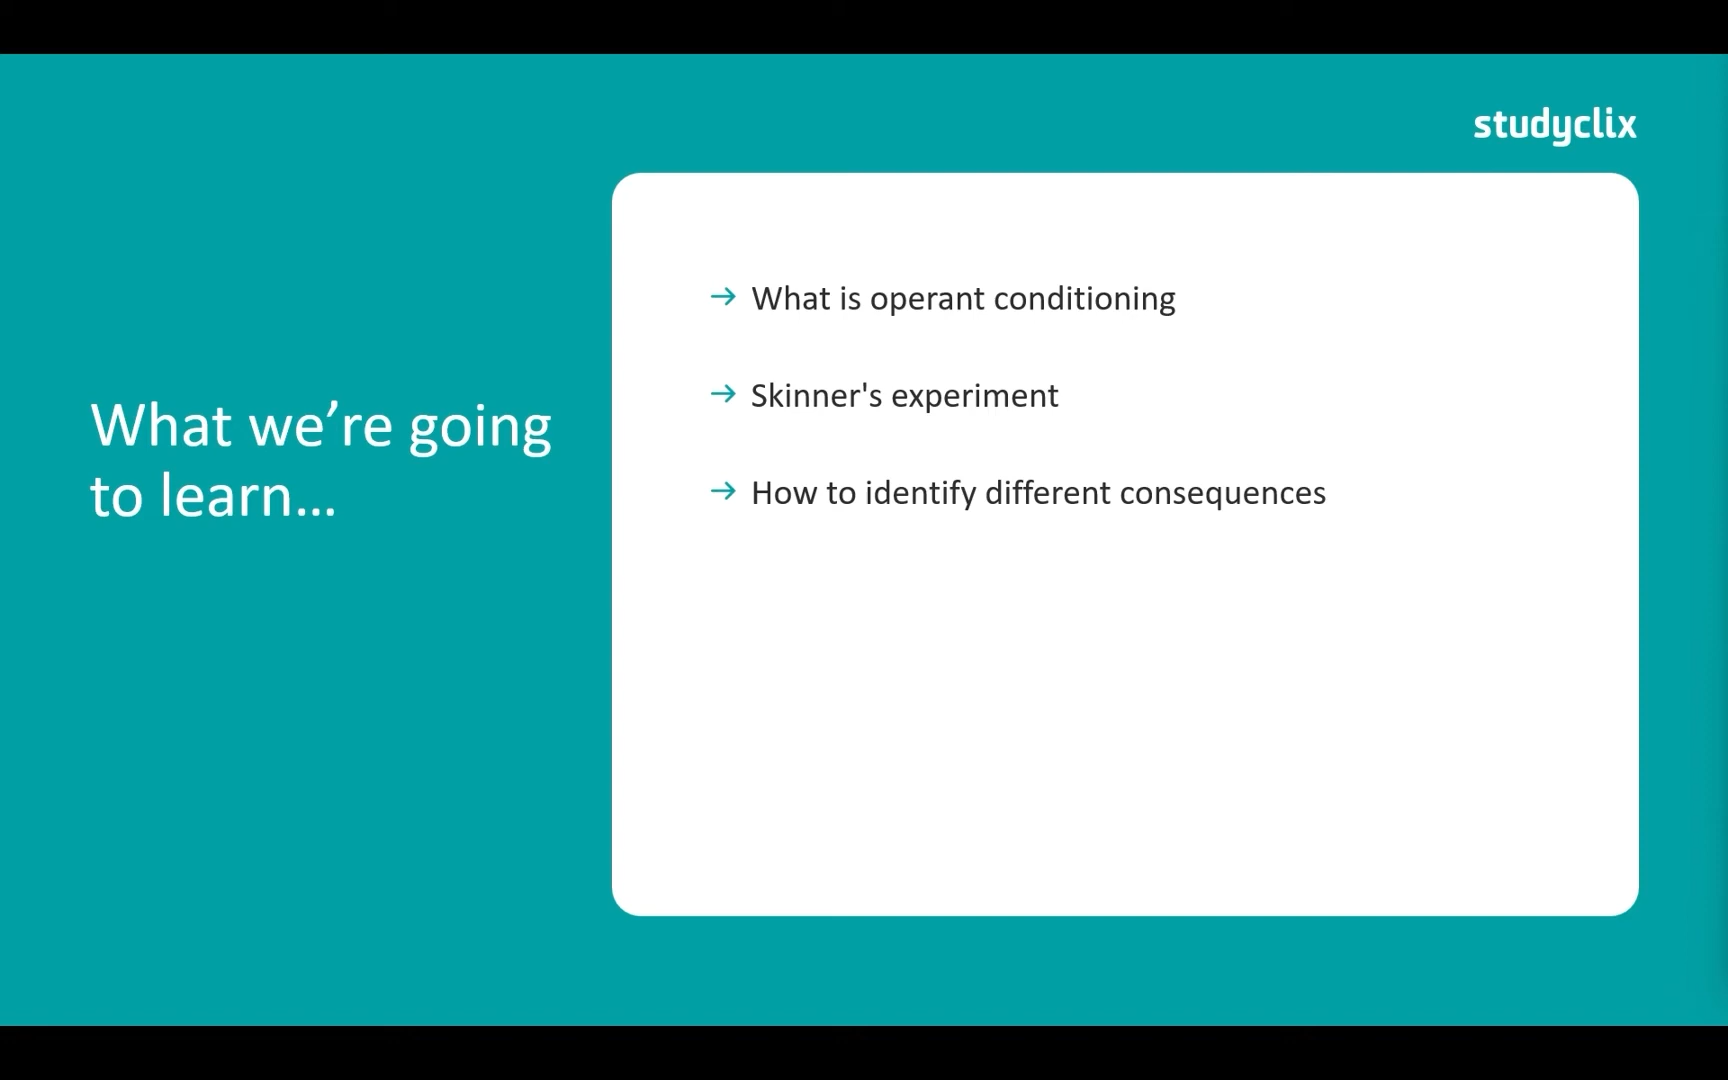 studyclix
What we’re going
to learn...
→ What is operant conditioning
→ Skinner's experiment
→ How to identify different consequences